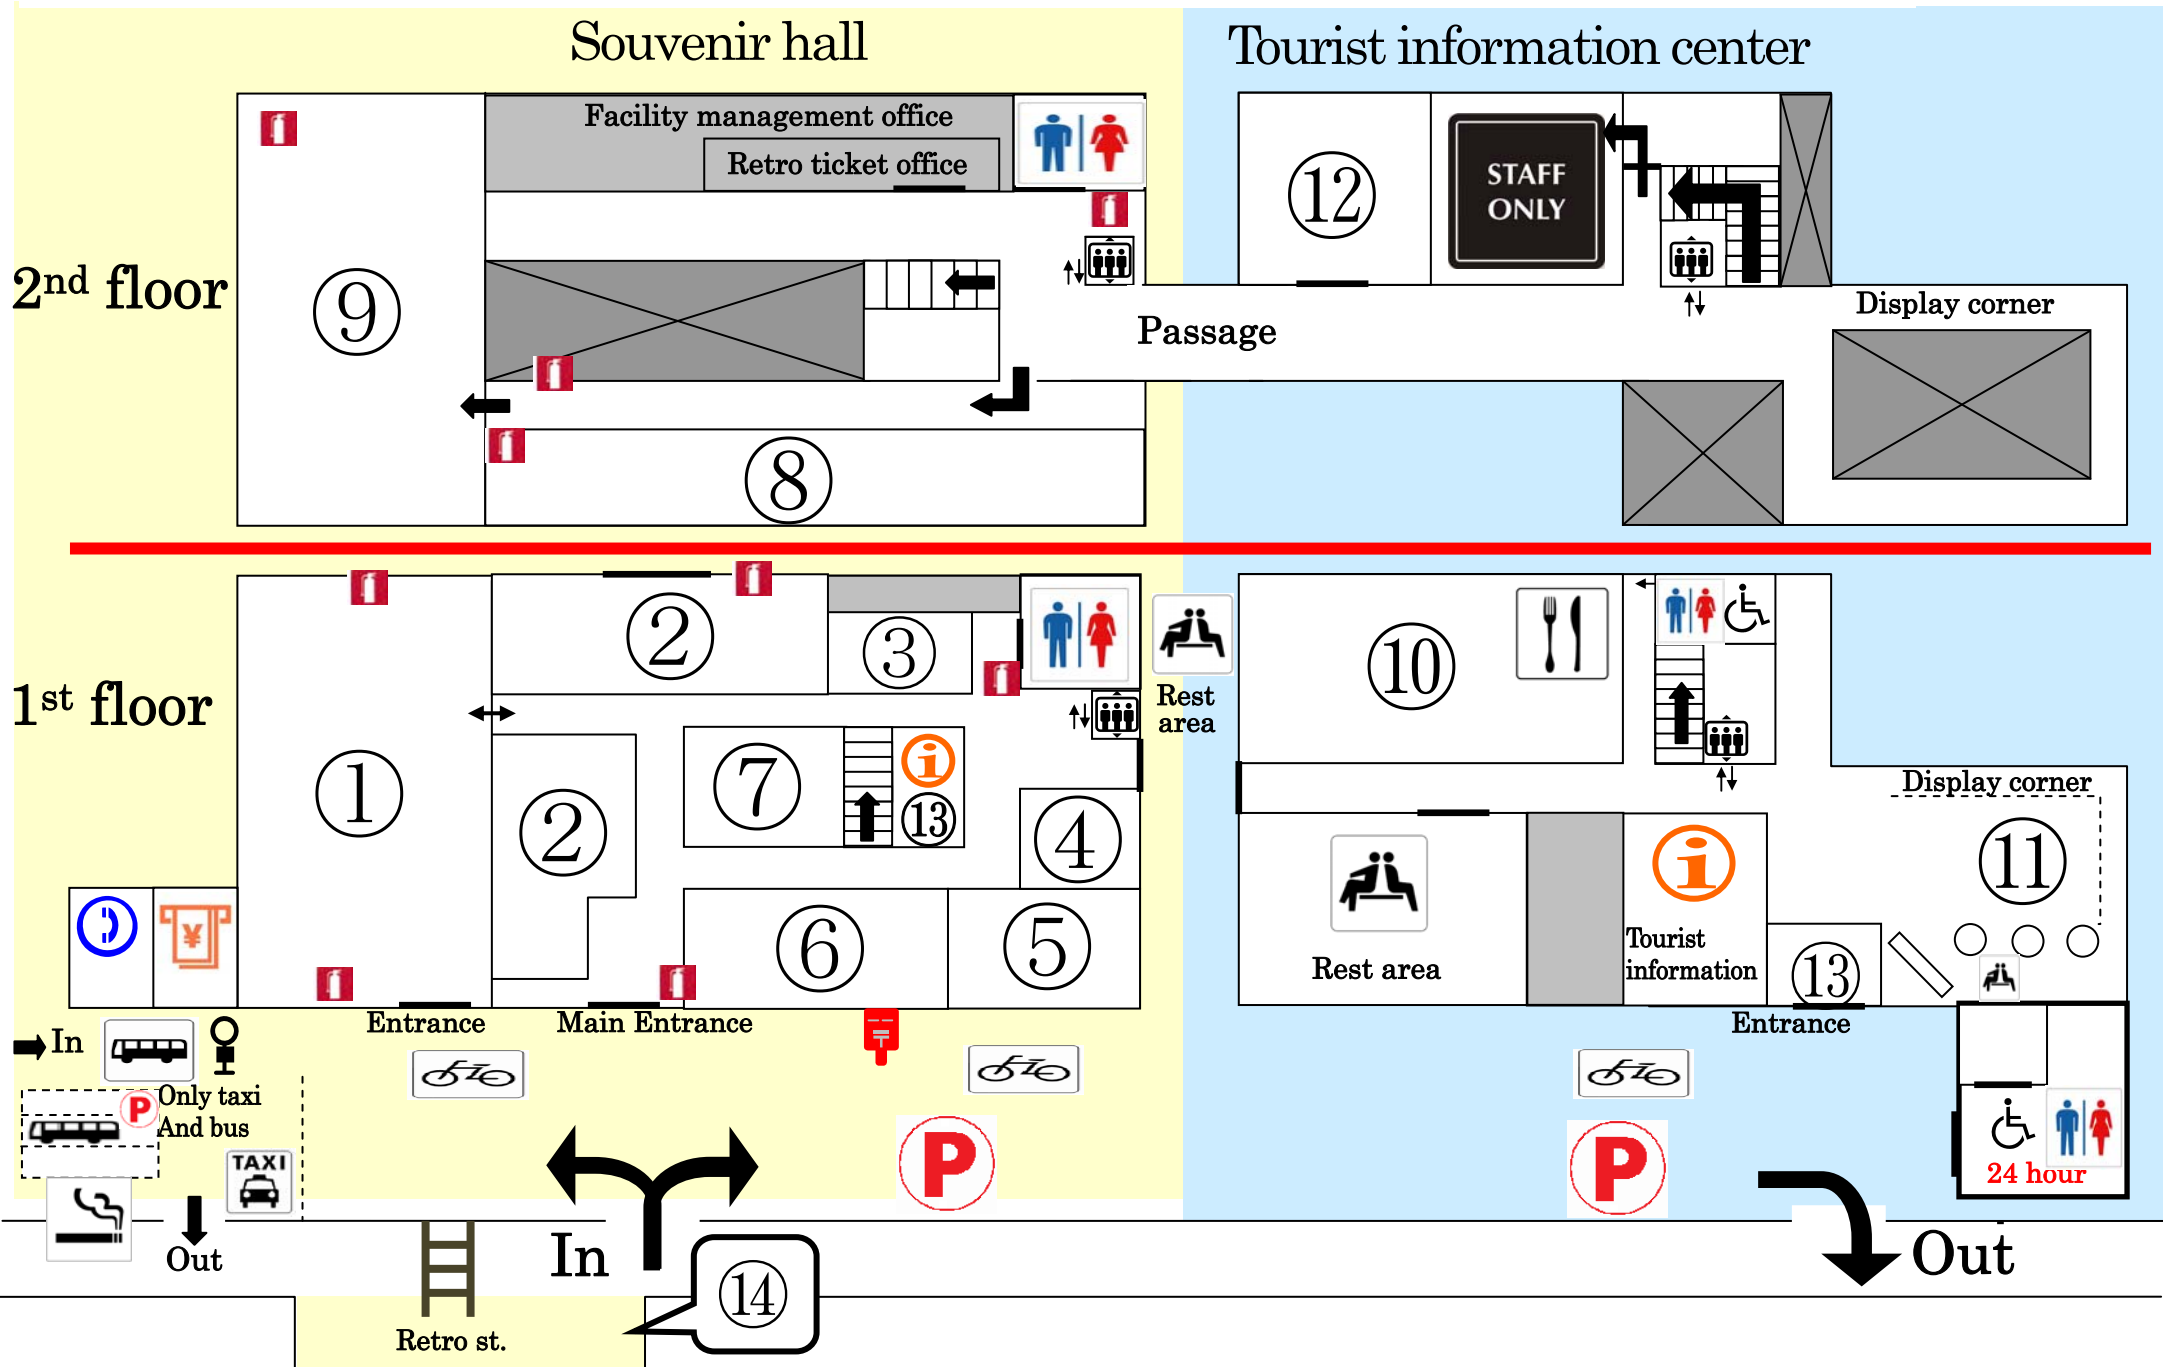 Souvenir hall
Tourist information center
Facility management office
Retro ticket office
STAFF
ONLY
⑫
2nd floor
⑨
Display corner
Passage
⑧
1st floor
②
③
⑩
Rest
area
①
⑦
②
⑬
④
Display corner
⑪
⑥
⑤
¥
Tourist
information
Rest area
⑬
Entrance
Main Entrance
Entrance
In
〒
Only taxi
And bus
P
TAXI
P
P
24 hour
Out
In
Out
⑭
Retro st.